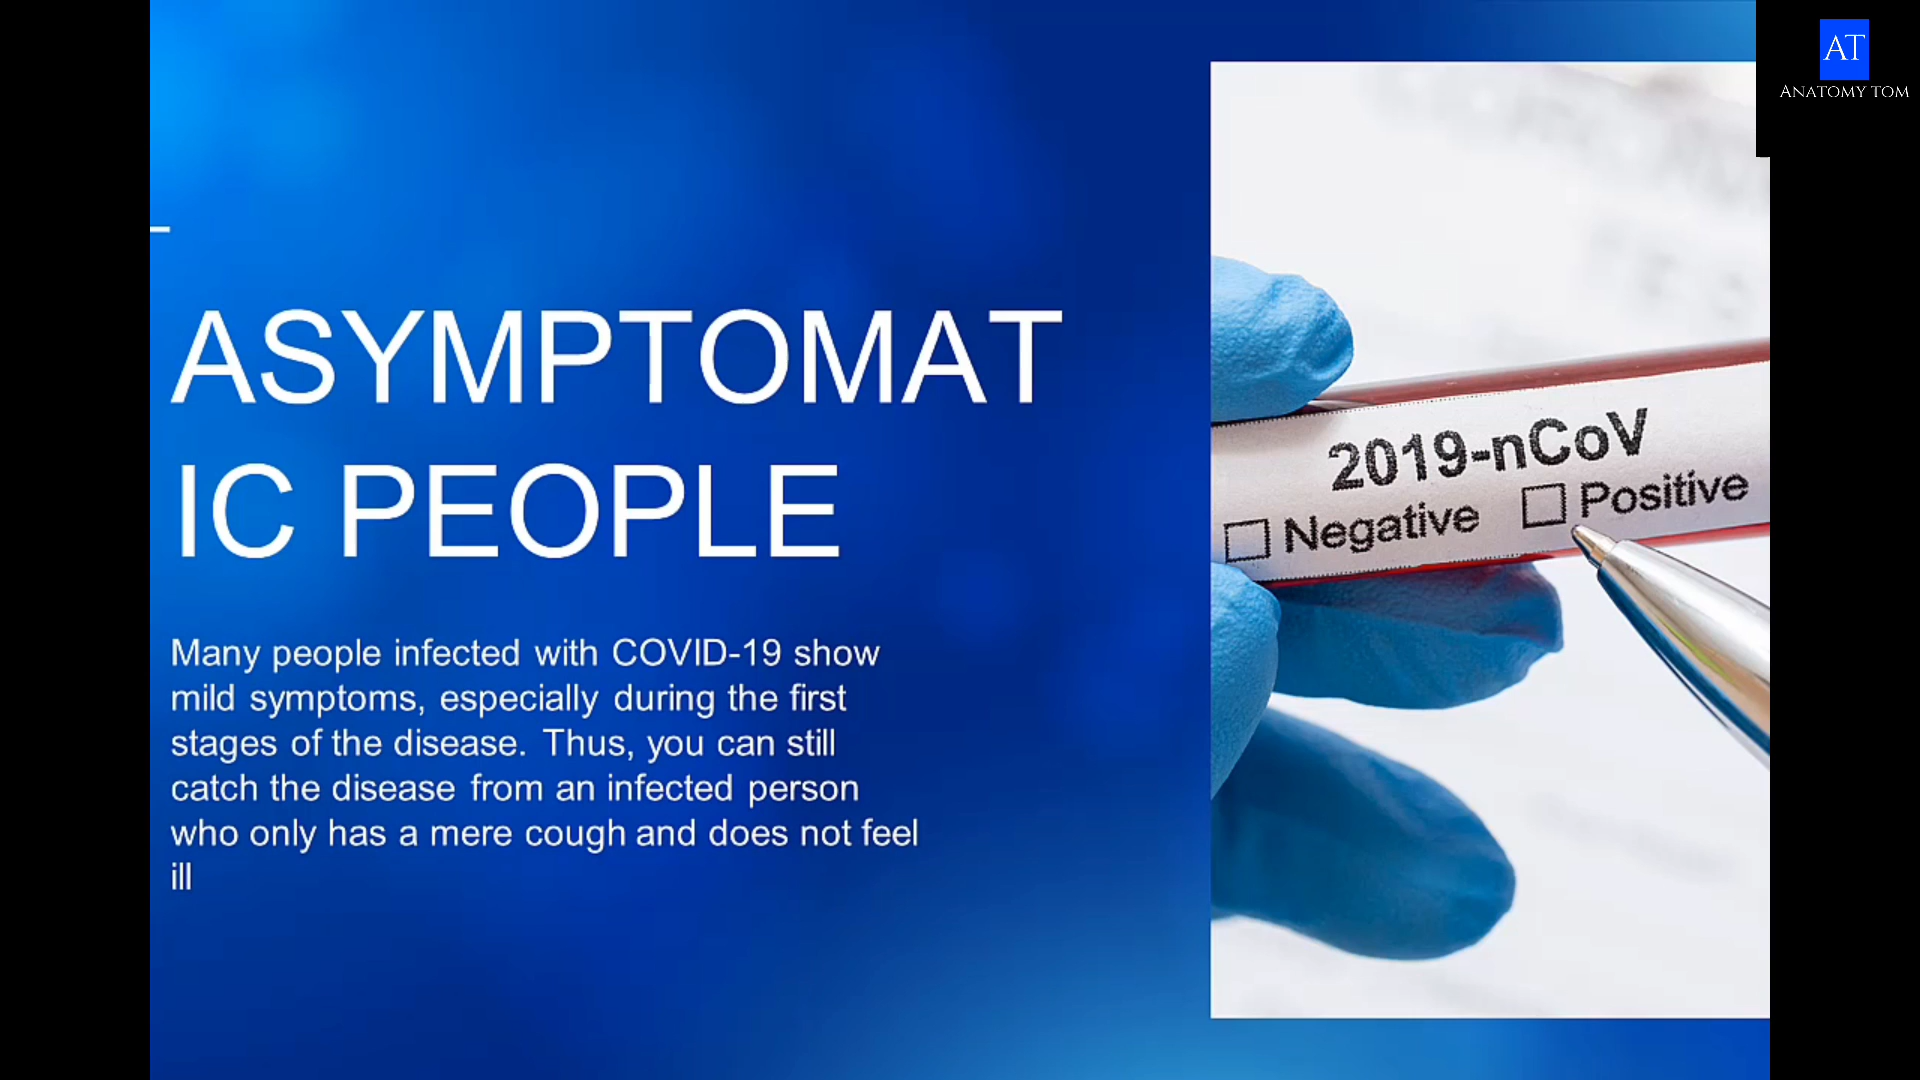 AT
ANATOMY TOM
ASYMPTOMAT
IC PEOPLE
Many people infected with COVID-19 show
mild symptoms, especially during the first
stages of the disease. Thus, you can still
catch the disease from an infected person
who only has a mere cough and does not feel
ill
2019-nCoV
Negative Positive